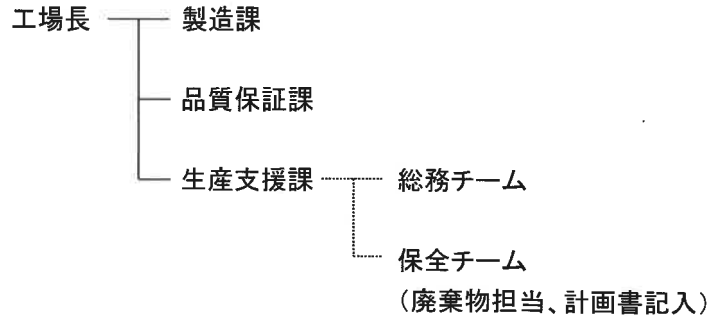 工場長 製造課
品質保証課
生産支援課 総務チーム
保全チーム
(廃棄物担当、計画書記入)